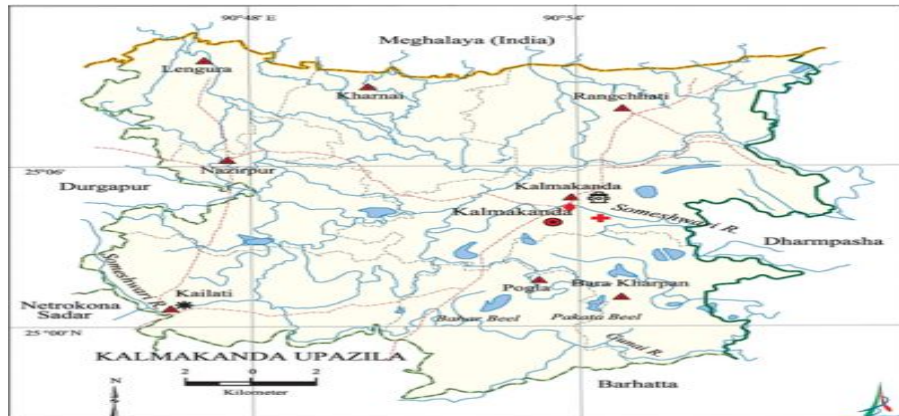 90°48' E
90°54'
Meghalaya (India)
Lengura
Kharnai
Rangchhati
25°06
Nazirpur
Durgapur
Kalmakanda
Kalmakanda
Someshwari R.
Dharmpasha
Someshwari R.
Kailati
Pogla
Bara Kharpan
Netrokona
Sadar
Bahar Beel
Pakata Beel
25°00' N
Gunai R.
KALMAKANDA UPAZILA
N
2 0 2
Kilometer
Barhatta